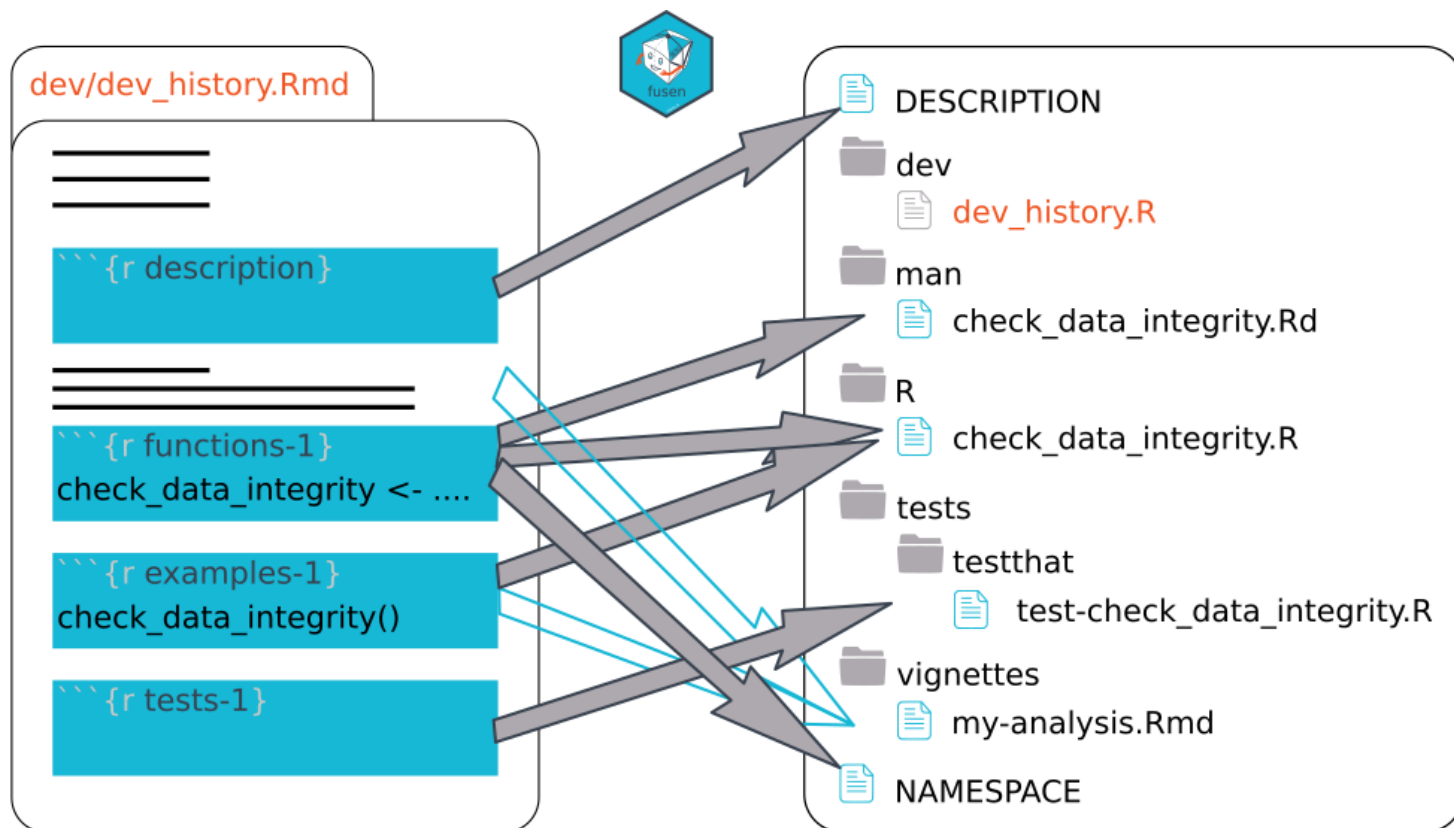 dev/dev_history.Rmd
```{r description}
```{r functions-1}
check_data_integrity <- ....
```{r examples-1}
check_data_integrity()
```{r tests-1}
fusen
DESCRIPTION
dev
dev_history.R
man
check_data_integrity.Rd
R
check_data_integrity.R
tests
testthat
test-check_data_integrity.R
vignettes
my-analysis.Rmd
NAMESPACE